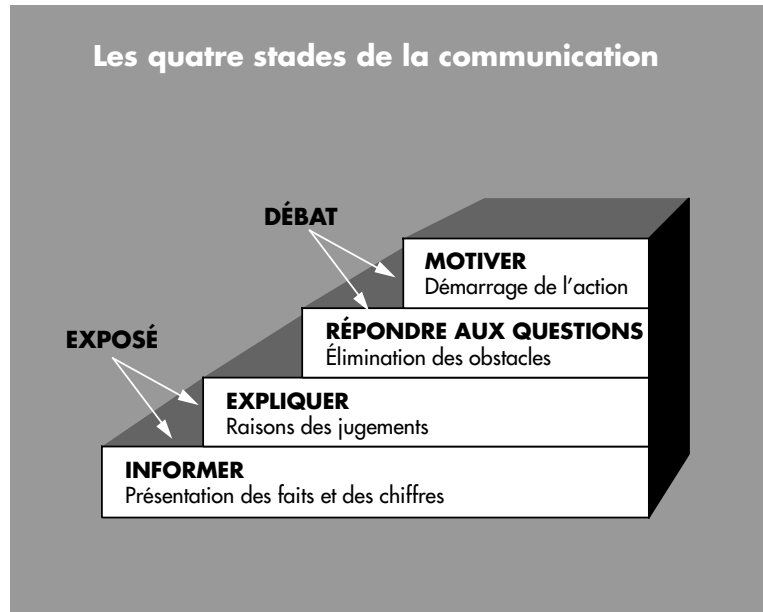 Les quatre stades de la communication
DÉBAT
MOTIVER
Démarrage de l'action
RÉPONDRE AUX QUESTIONS
Élimination des obstacles
EXPOSÉ
EXPLIQUER
Raisons des jugements
INFORMER
Présentation des faits et des chiffres